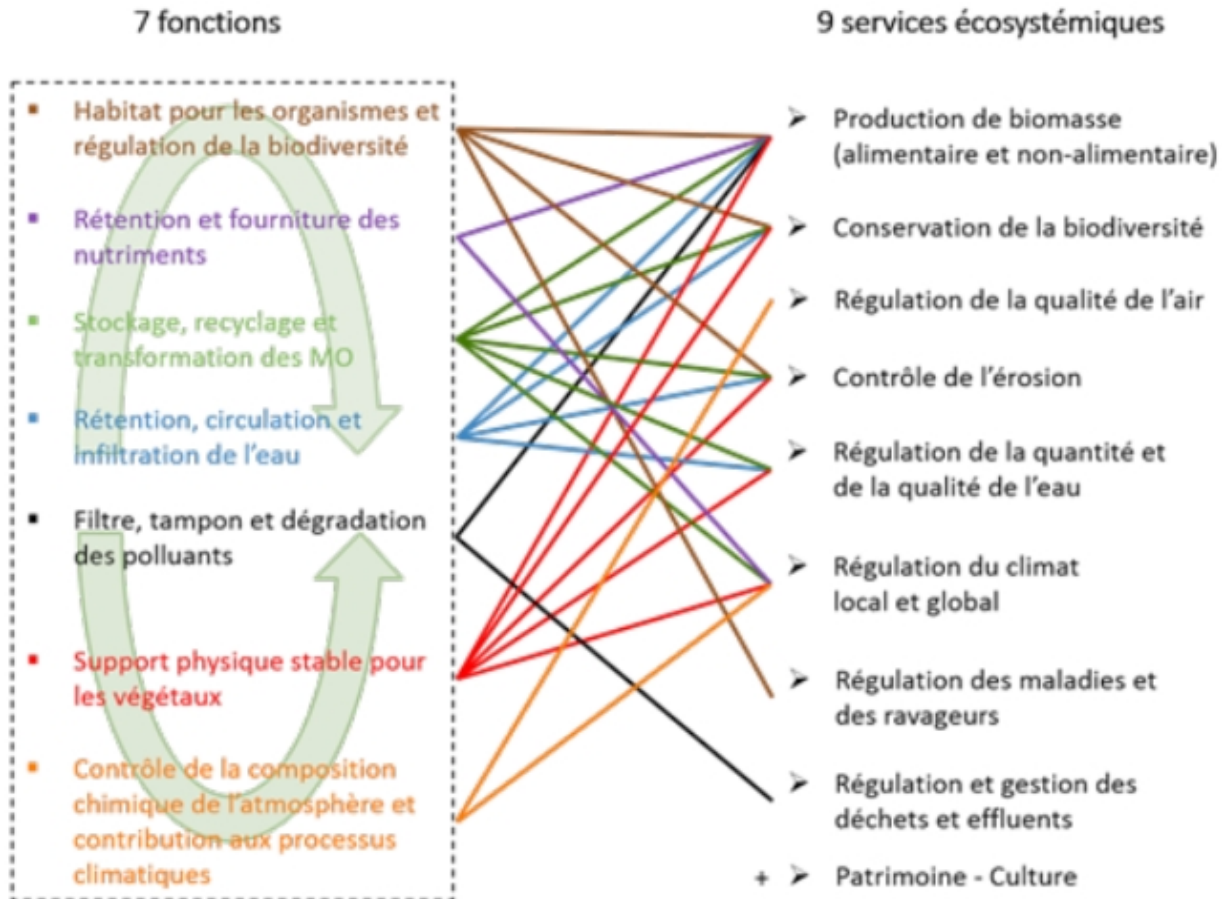 7 fonctions
Habitat pour les organismes et
régulation de la biodiversité
Rétention et fourniture des
nutriments
Stockage, recyclage et
transformation des MO
Rétention, circulation et
infiltration de l'eau
Filtre, tampon et dégradation
des polluants
Support physique stable pour
les végétaux
Contrôle de la composition
chimique de l'atmosphère et
contribution aux processus
climatiques
9 services écosystémiques
Production de biomasse
(alimentaire et non-alimentaire)
Conservation de la biodiversité
Régulation de la qualité de l'air
Contrôle de l'érosion
Régulation de la quantité et
de la qualité de l'eau
Régulation du climat
local et global
Régulation des maladies et
des ravageurs
Régulation et gestion des
déchets et effluents
+ Patrimoine - Culture